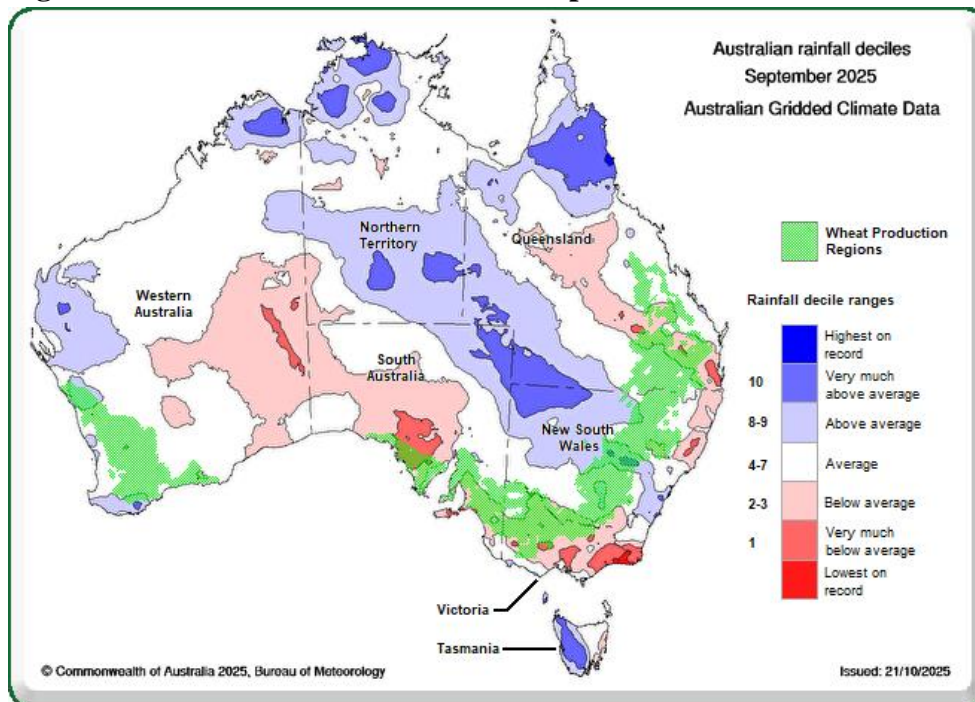 Australian rainfall deciles
September 2025
Australian Gridded Climate Data
Northern
Territory
Queensland
Western
Australia
South
Australia
New South
Wales
Victoria
Tasmania
Wheat Production
Regions
Rainfall decile ranges
Highest on
record
10 Very much
above average
8-9 Above average
4-7 Average
2-3 Below average
1 Very much
below average
Lowest on
record
© Commonwealth of Australia 2025, Bureau of Meteorology
Issued: 21/10/2025